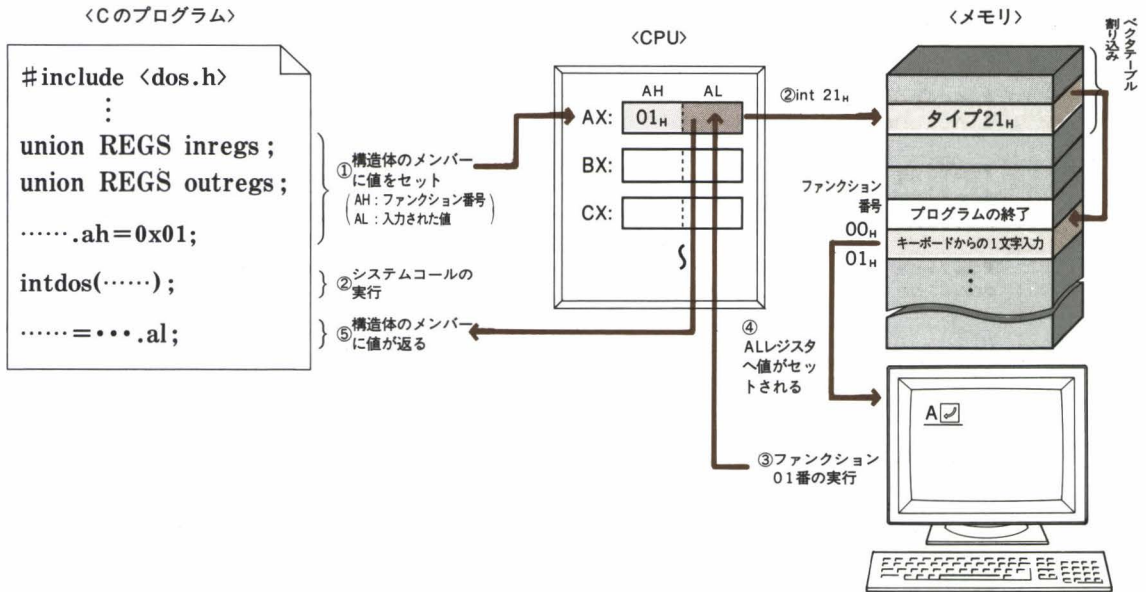 〈Cのプログラム〉
#include 〈dos.h〉
⋮
union REGS inregs;
union REGS outregs;
…….ah=0x01;
intdos(……);
……=•••.al;
①構造体のメンバー
に値をセット
(AH:ファンクション番号
AL:入力された値)
②システムコールの
実行
⑤構造体のメンバー
に値が返る
〈CPU〉
AH AL
AX: 01H
BX:
CX:
②int 21H
〈メモリ〉
割り込み
ベクタテーブル
タイプ21H
ファンクション
番号
00H
プログラムの終了
01H
キーボードからの1文字入力
⋮
④
ALレジスタ
へ値がセッ
トされる
③ファンクション
01番の実行
A↵